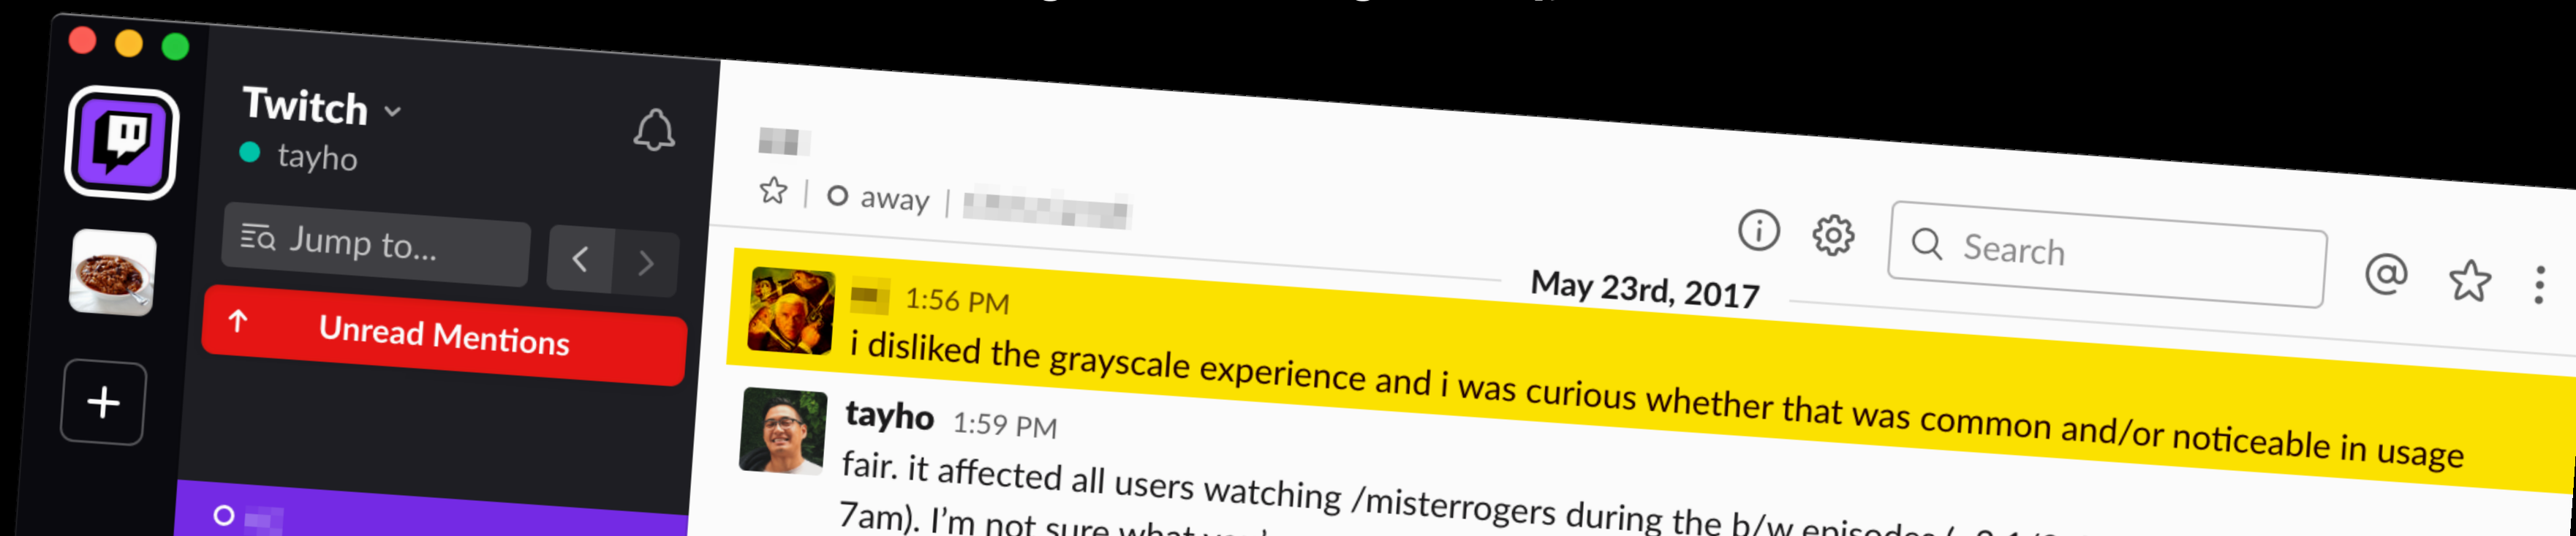 Twitch
tayho
Jump to...
Unread Mentions
away
Search
May 23rd, 2017
1:56 PM
i disliked the grayscale experience and i was curious whether that was common and/or noticeable in usage
tayho 1:59 PM
fair. it affected all users watching /misterrogers during the b/w episodes
7am). I'm not sure what